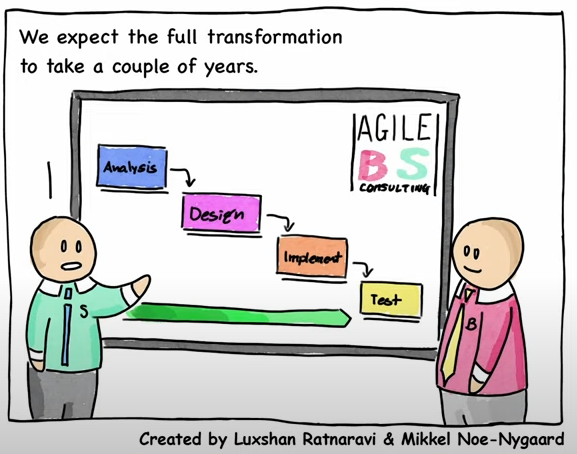 We expect the full transformation
to take a couple of years.
AGILE
BS
CONSULTING
Analysis
Design
Implement
Test
S
B
Created by Luxshan Ratnaravi & Mikkel Noe-Nygaard